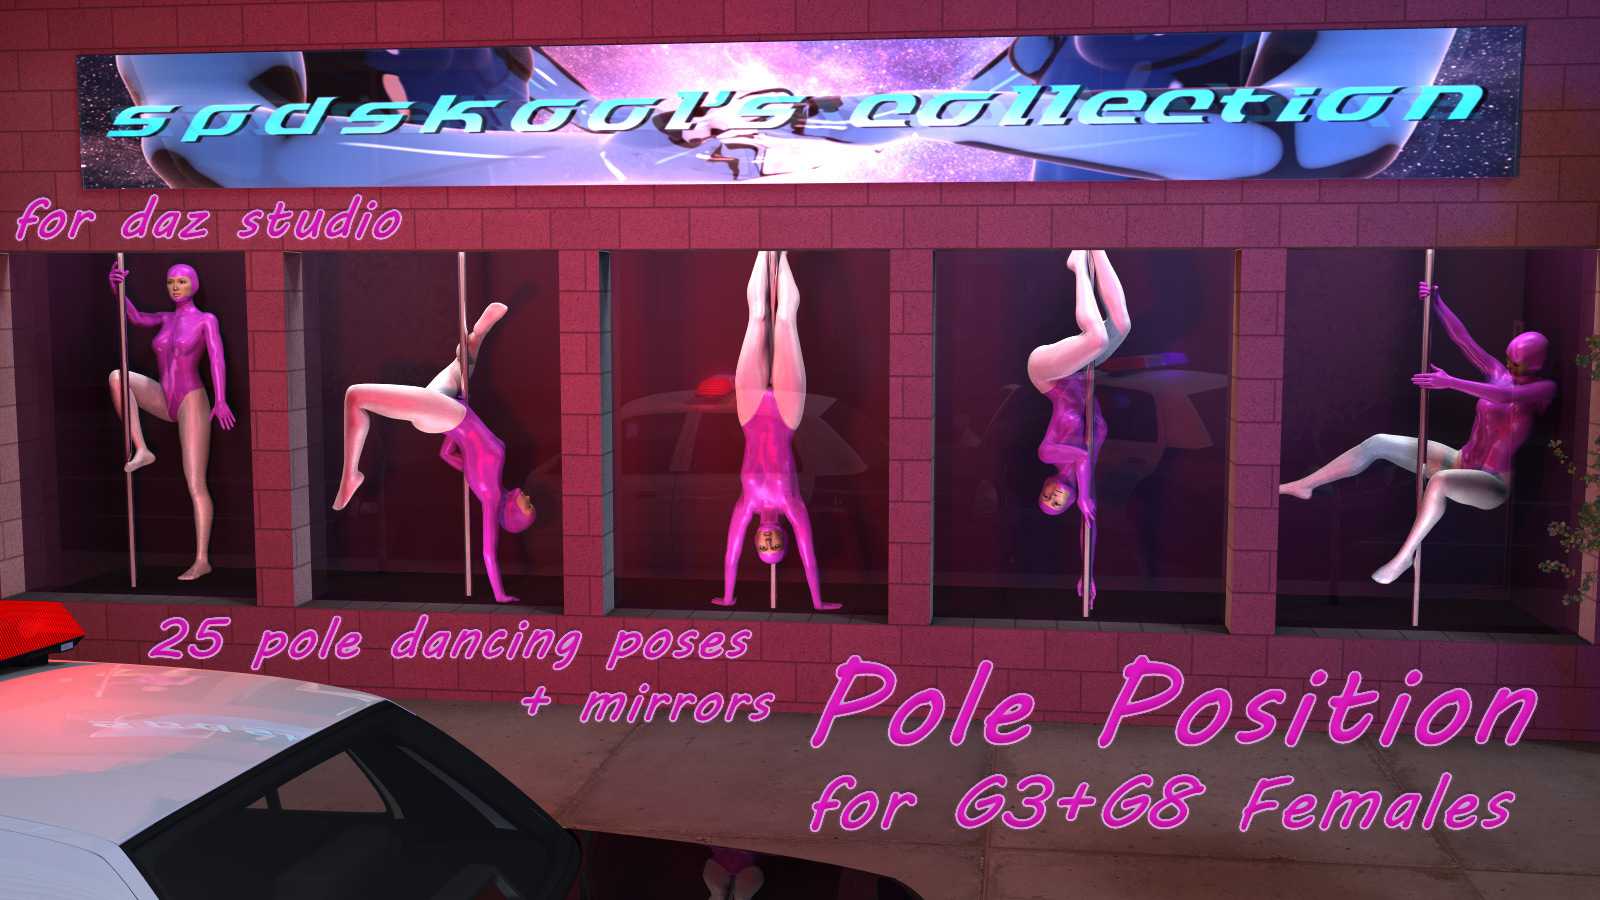 spdskool's collection
for daz studio
25 pole dancing poses
+ mirrors
Pole Position
for G3+G8 Females